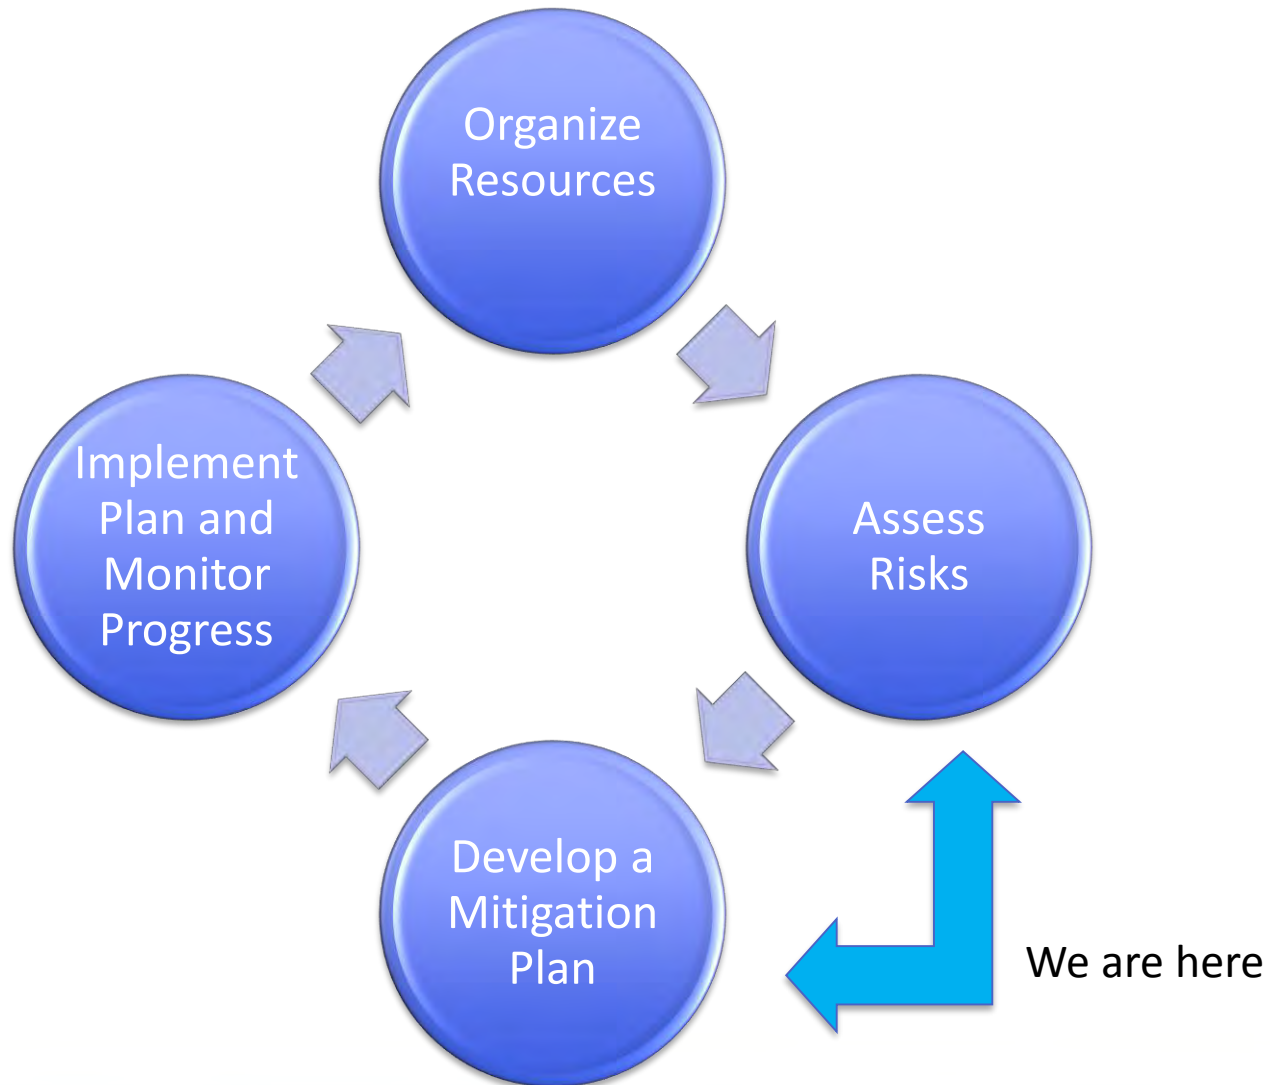 Organize
Resources
Assess
Risks
Develop a
Mitigation
Plan
Implement
Plan and
Monitor
Progress
We are here